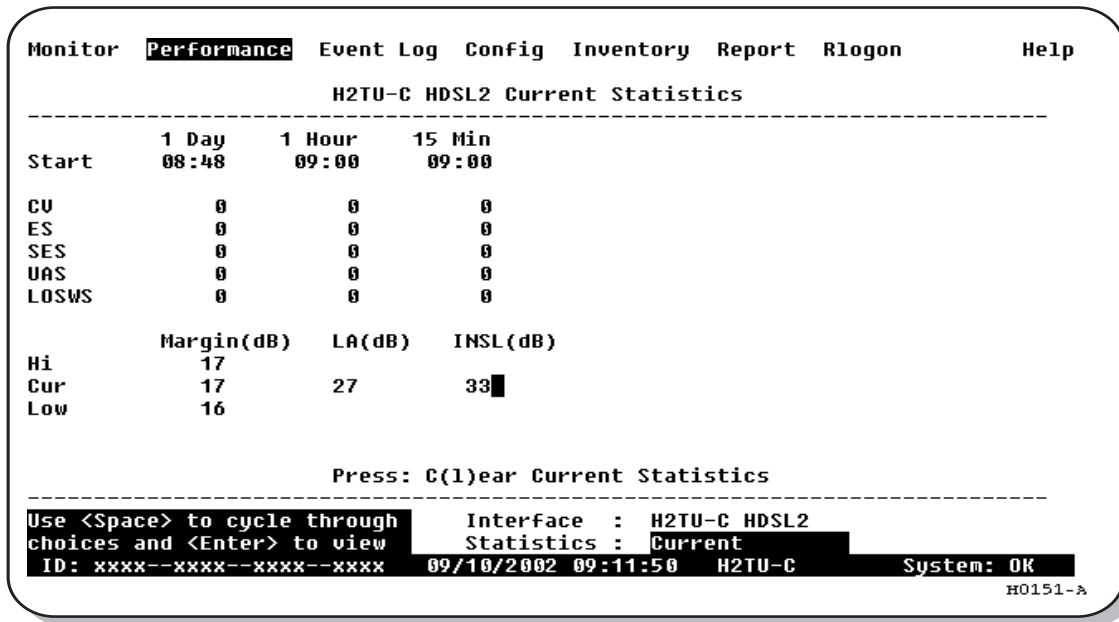 Monitor Performance Event Log Config Inventory Report Rlogon Help
H2TU-C HDSL2 Current Statistics
1 Day 1 Hour 15 Min
Start 08:48 09:00 09:00
CV 0 0 0
ES 0 0 0
SES 0 0 0
UAS 0 0 0
LOSWS 0 0 0
Margin(dB) LA(dB) INSL(dB)
Hi 17
Cur 17 27 33
Low 16
Press: C(l)ear Current Statistics
Use <Space> to cycle through Interface : H2TU-C HDSL2
choices and <Enter> to view Statistics : Current
ID: xxxx--xxxx--xxxx--xxxx 09/10/2002 09:11:50 H2TU-C System: OK
H0151-A